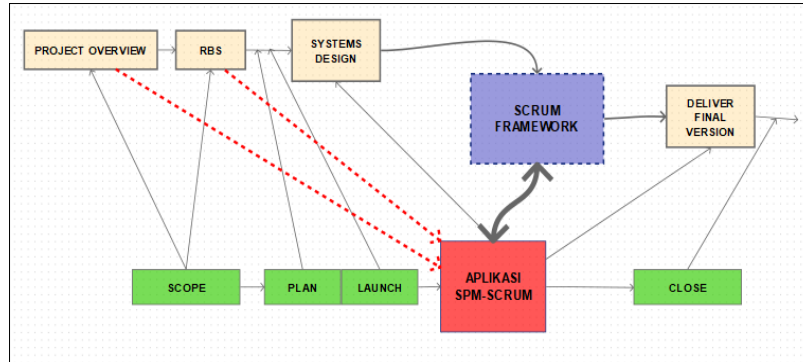 PROJECT OVERVIEW
RBS
SYSTEMS
DESIGN
SCRUM
FRAMEWORK
DELIVER
FINAL
VERSION
SCOPE
PLAN
LAUNCH
APLIKASI
SPM-SCRUM
CLOSE